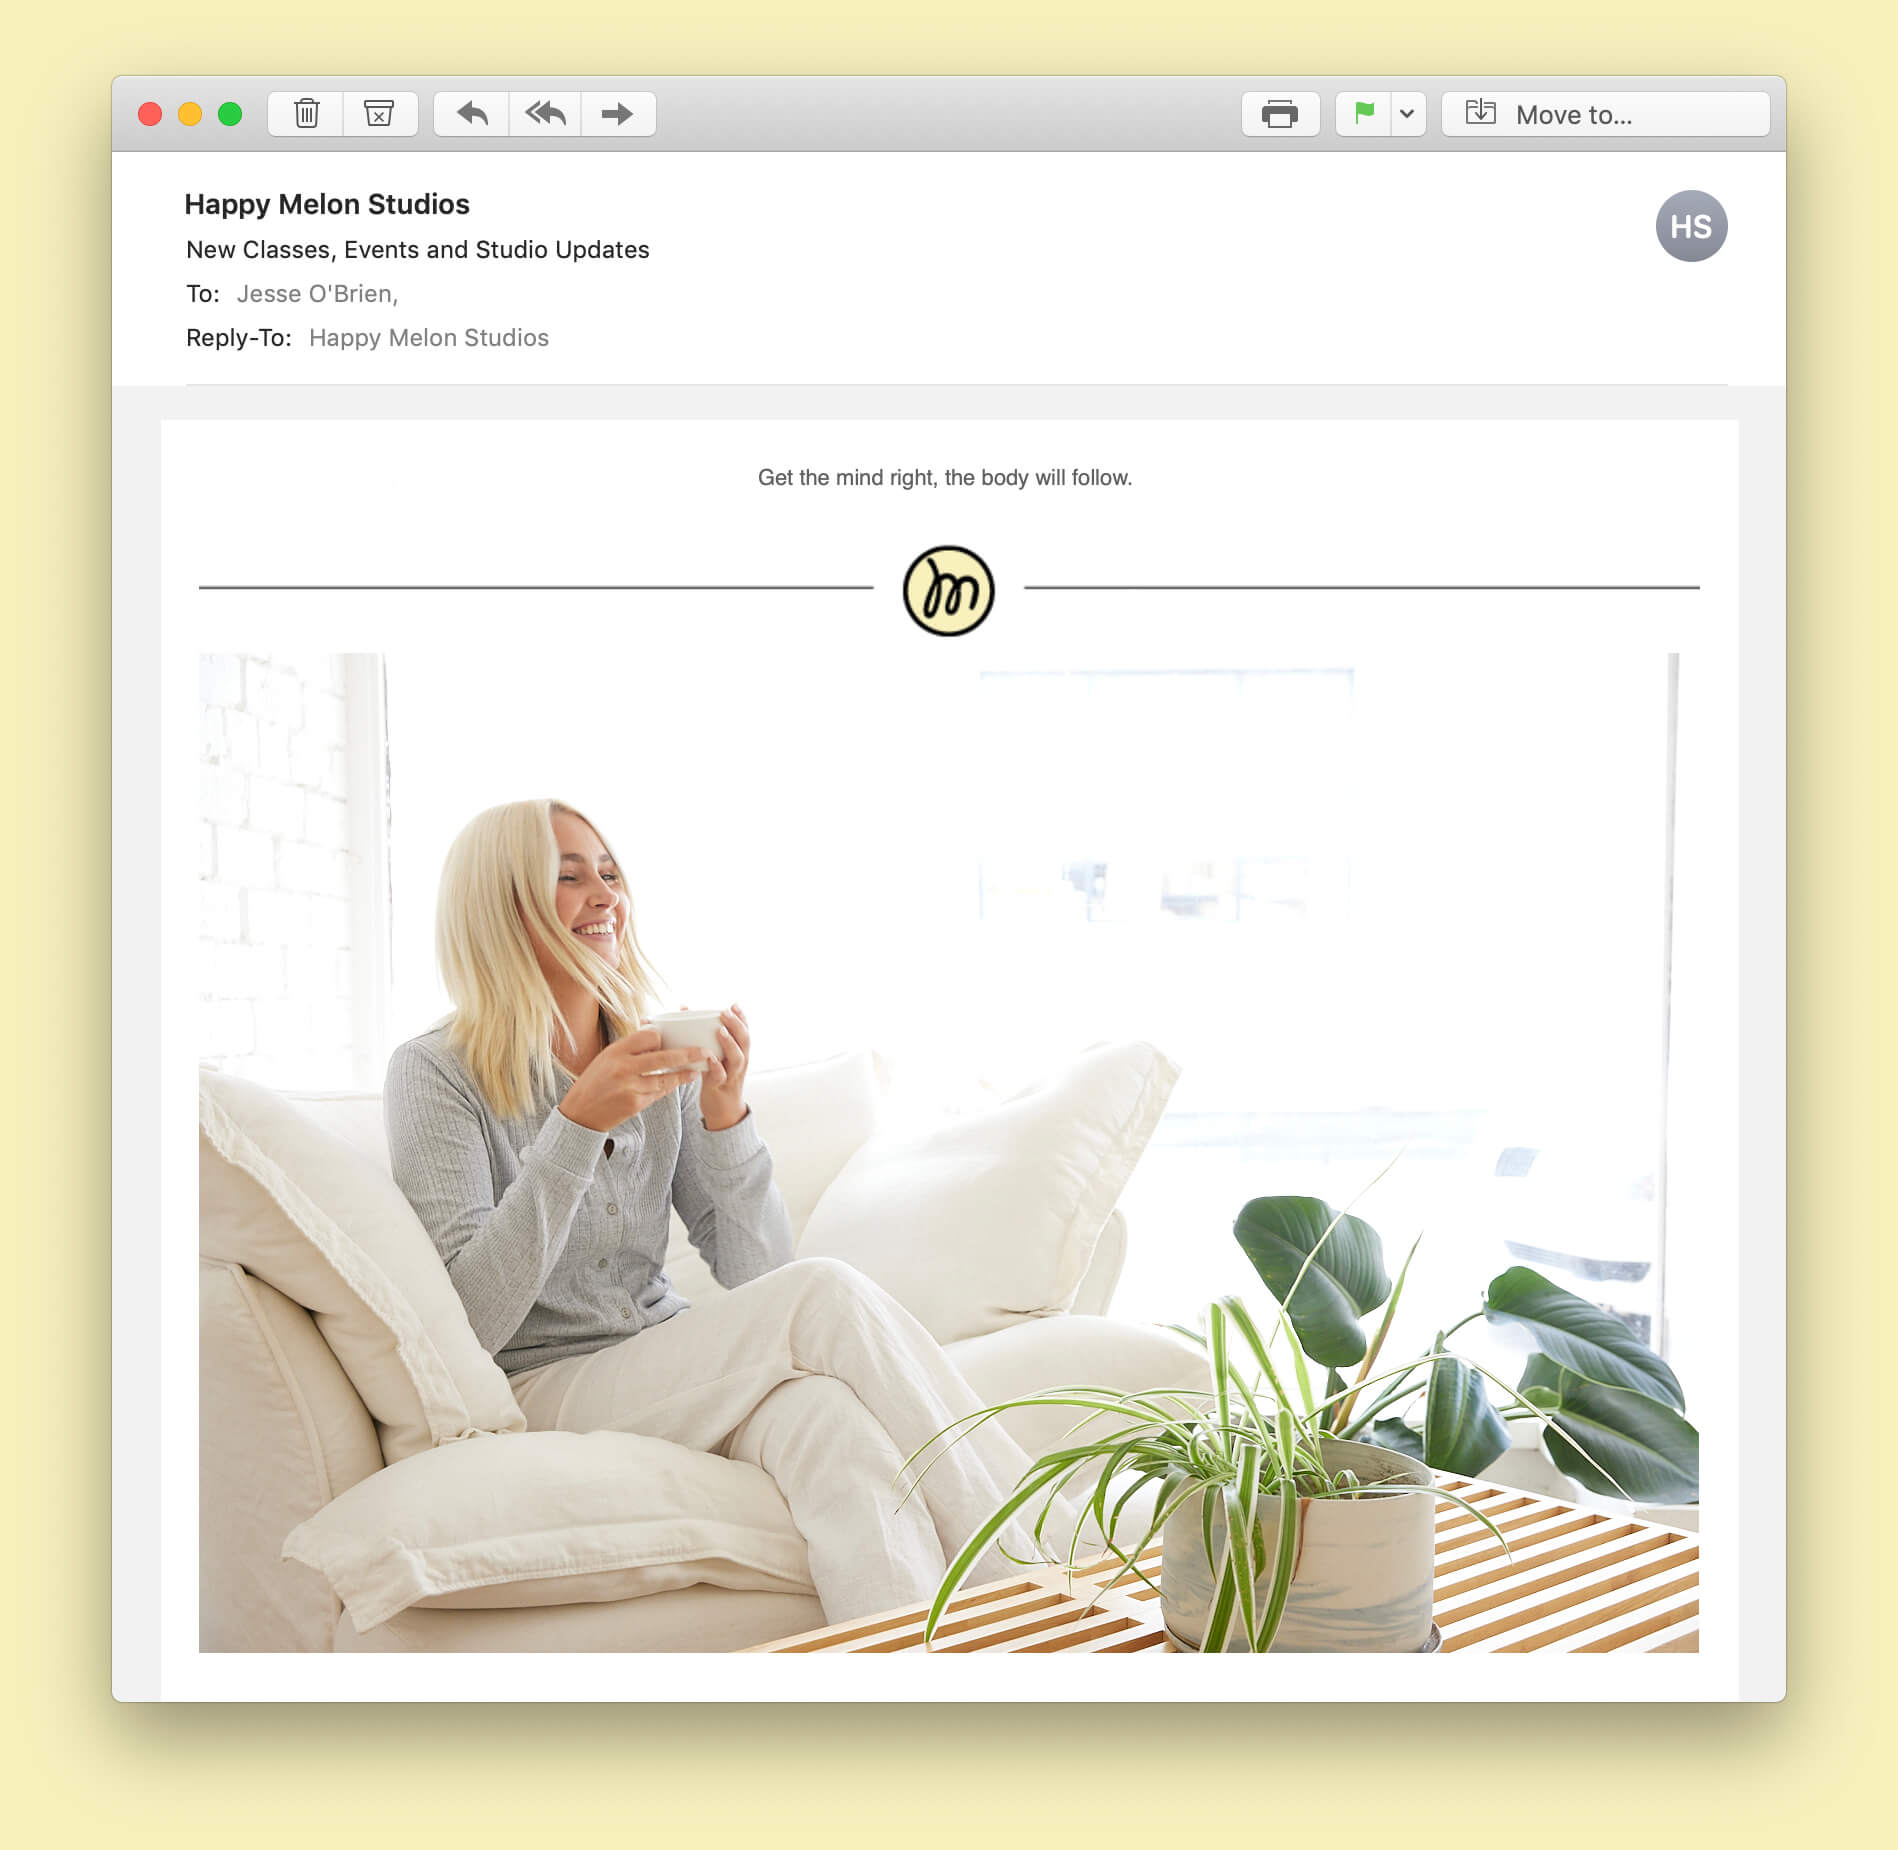 Move to...
Happy Melon Studios
HS
New Classes, Events and Studio Updates
To: Jesse O'Brien,
Reply-To: Happy Melon Studios
Get the mind right, the body will follow.
m